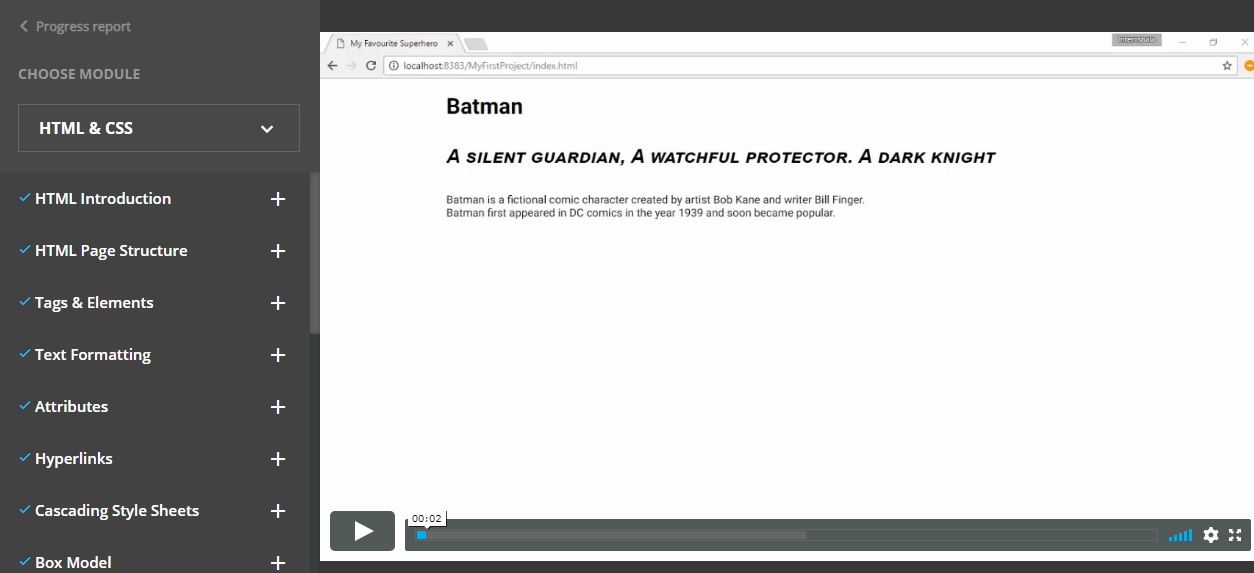 Progress report
CHOOSE MODULE
HTML & CSS
HTML Introduction
HTML Page Structure
Tags & Elements
Text Formatting
Attributes
Hyperlinks
Cascading Style Sheets
Box Model
My Favourite Superhero
Internshala
localhost:8383/MyFirstProject/index.html
Batman
A SILENT GUARDIAN, A WATCHFUL PROTECTOR. A DARK KNIGHT
Batman is a fictional comic character created by artist Bob Kane and writer Bill Finger.
Batman first appeared in DC comics in the year 1939 and soon became popular.
00:02